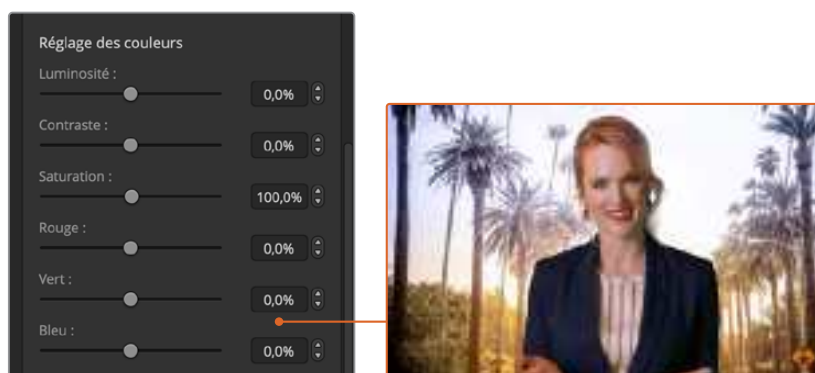 Réglage des couleurs
Luminosité :
0,0%
Contraste :
0,0%
Saturation :
100,0%
Rouge :
0,0%
Vert :
0,0%
Bleu :
0,0%